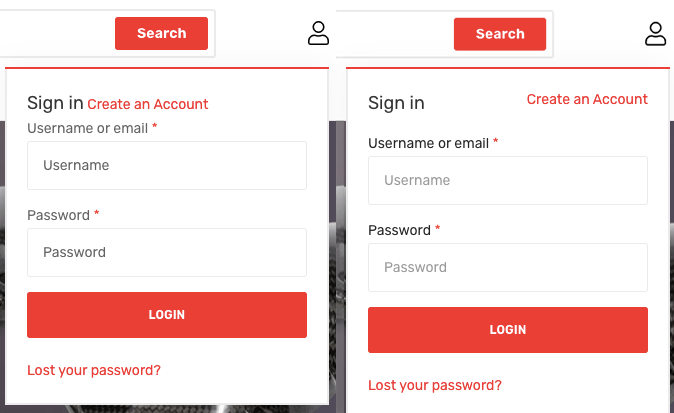 Search
Sign in Create an Account
Username or email *
Username
Password *
Password
LOGIN
Lost your password?
Search
Sign in Create an Account
Username or email *
Username
Password *
Password
LOGIN
Lost your password?